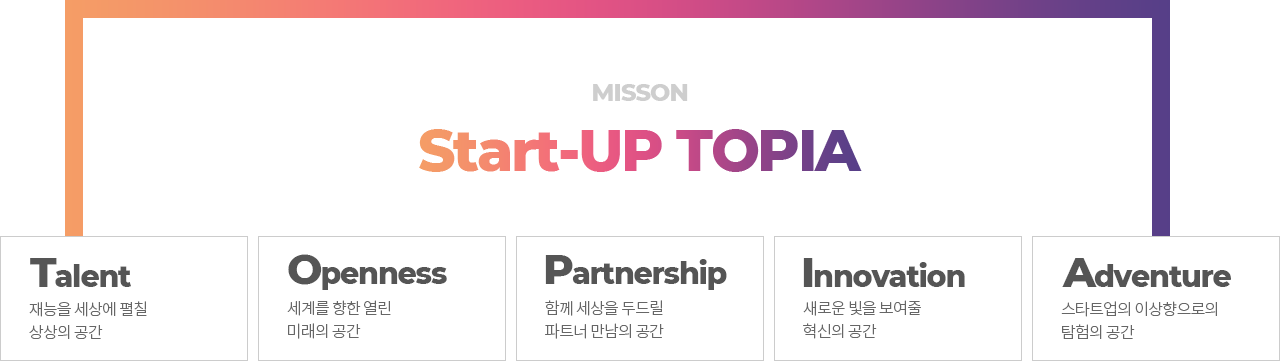 MISSON
Start-UP TOPIA
Talent
재능을 세상에 펼칠
상상의 공간
Openness
세계를 향한 열린
미래의 공간
Partnership
함께 세상을 두드릴
파트너 만남의 공간
Innovation
새로운 빛을 보여줄
혁신의 공간
Adventure
스타트업의 이상향으로의
탐험의 공간